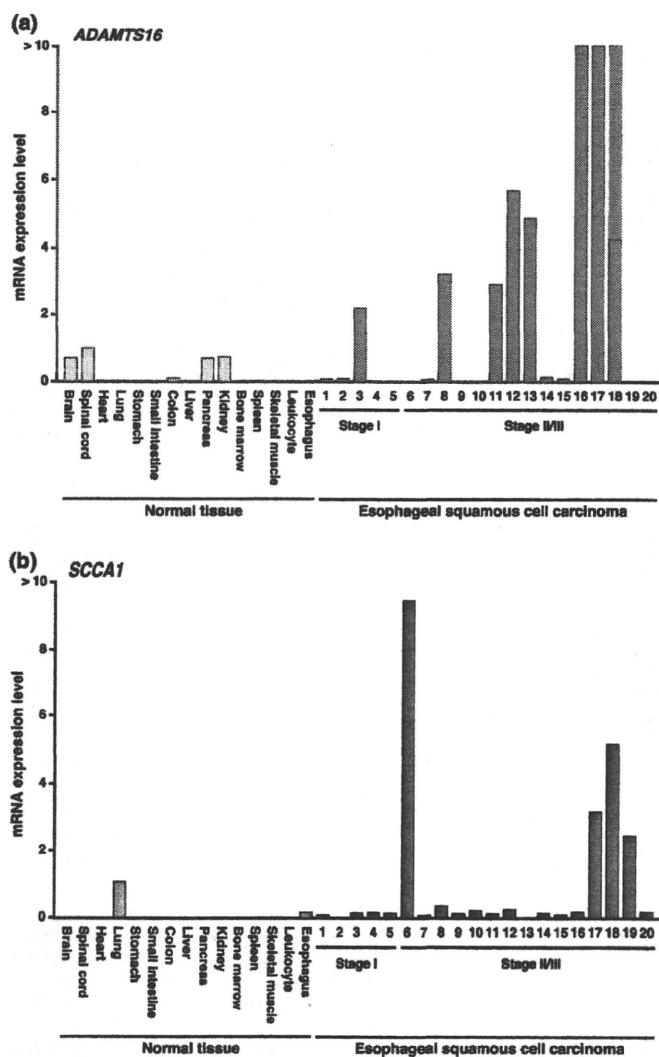 (a)
ADAMTS16
mRNA expression level
> 10
8
6
4
2
0
Brain
Spinal cord
Heart
Lung
Stomach
Small Intestine
Colon
Liver
Pancreas
Kidney
Bone marrow
Spleen
Skeletal muscle
Leukocyte
Esophagus
1 2 3 4 5 6 7 8 9 10 11 12 13 14 15 16 17 18 19 20
Stage I
Stage II/III
Normal tissue
Esophageal squamous cell carcinoma
(b)
SCCA1
mRNA expression level
> 10
8
6
4
2
0
Brain
Spinal cord
Heart
Lung
Stomach
Small Intestine
Colon
Liver
Pancreas
Kidney
Bone marrow
Spleen
Skeletal muscle
Leukocyte
Esophagus
1 2 3 4 5 6 7 8 9 10 11 12 13 14 15 16 17 18 19 20
Stage I
Stage II/III
Normal tissue
Esophageal squamous cell carcinoma